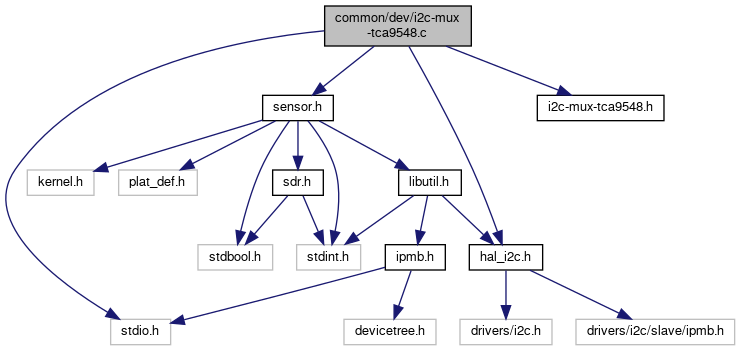 common/dev/i2c-mux
-tca9548.c
sensor.h
i2c-mux-tca9548.h
kernel.h
plat_def.h
sdr.h
libutil.h
stdbool.h
stdint.h
ipmb.h
hal_i2c.h
stdio.h
devicetree.h
drivers/i2c.h
drivers/i2c/slave/ipmb.h